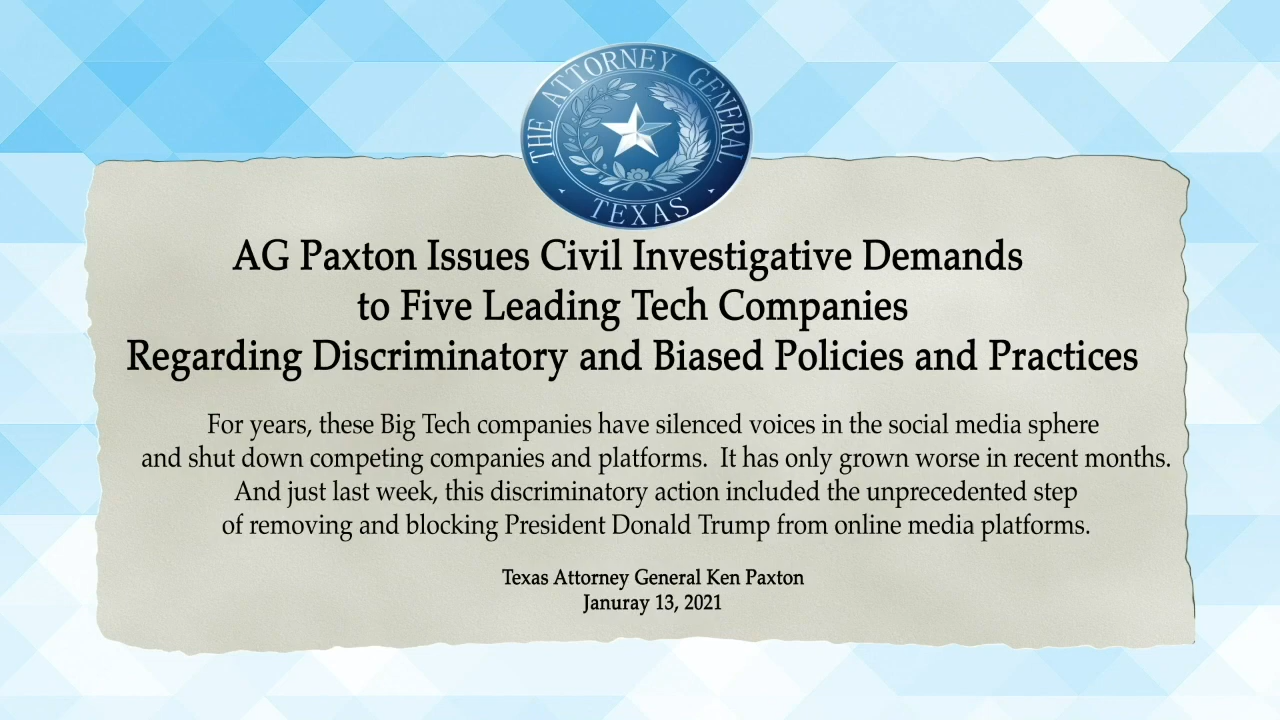 THE ATTORNEY GENERAL
TEXAS
AG Paxton Issues Civil Investigative Demands
to Five Leading Tech Companies
Regarding Discriminatory and Biased Policies and Practices
For years, these Big Tech companies have silenced voices in the social media sphere
and shut down competing companies and platforms. It has only grown worse in recent months.
And just last week, this discriminatory action included the unprecedented step
of removing and blocking President Donald Trump from online media platforms.
Texas Attorney General Ken Paxton
Januray 13, 2021